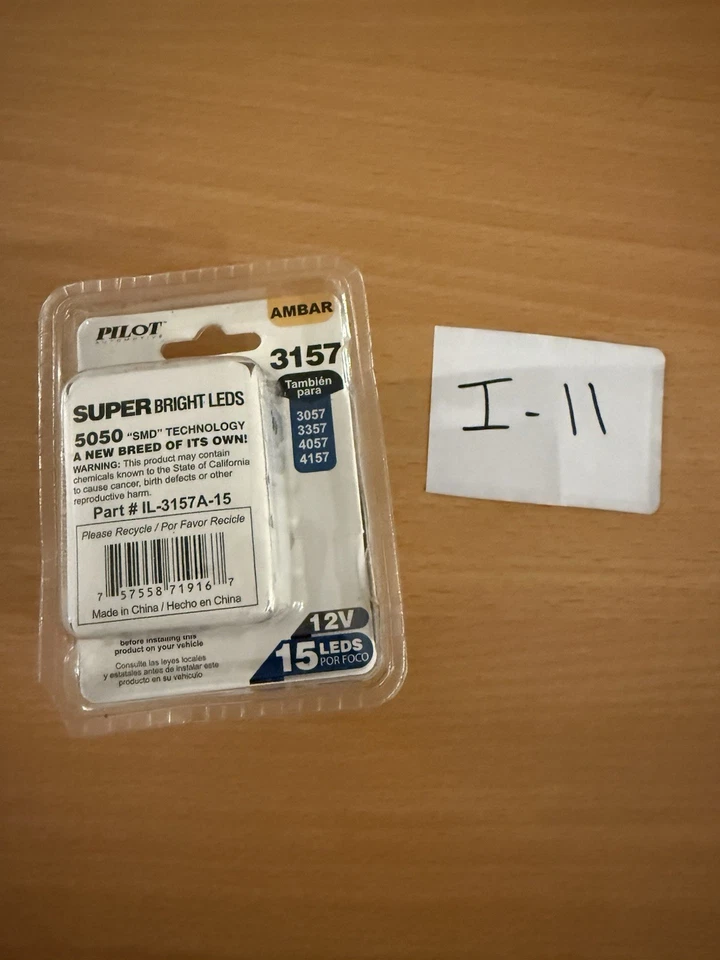 PILOT™
AUTOMOTIVE
AMBAR
3157
También
para
3057
3357
4057
4157
SUPER BRIGHT LEDS
5050 "SMD" TECHNOLOGY
A NEW BREED OF ITS OWN!
WARNING: This product may contain
chemicals known to the State of California
to cause cancer, birth defects or other
reproductive harm.
Part # IL-3157A-15
Please Recycle / Por Favor Recicle
7 57558 71916 7
Made in China / Hecho en China
before installing this
product on your vehicle
Consulte las leyes locales
y estatales antes de instalar este
producto en su vehículo
12V
15 LEDS
POR FOCO
I-11